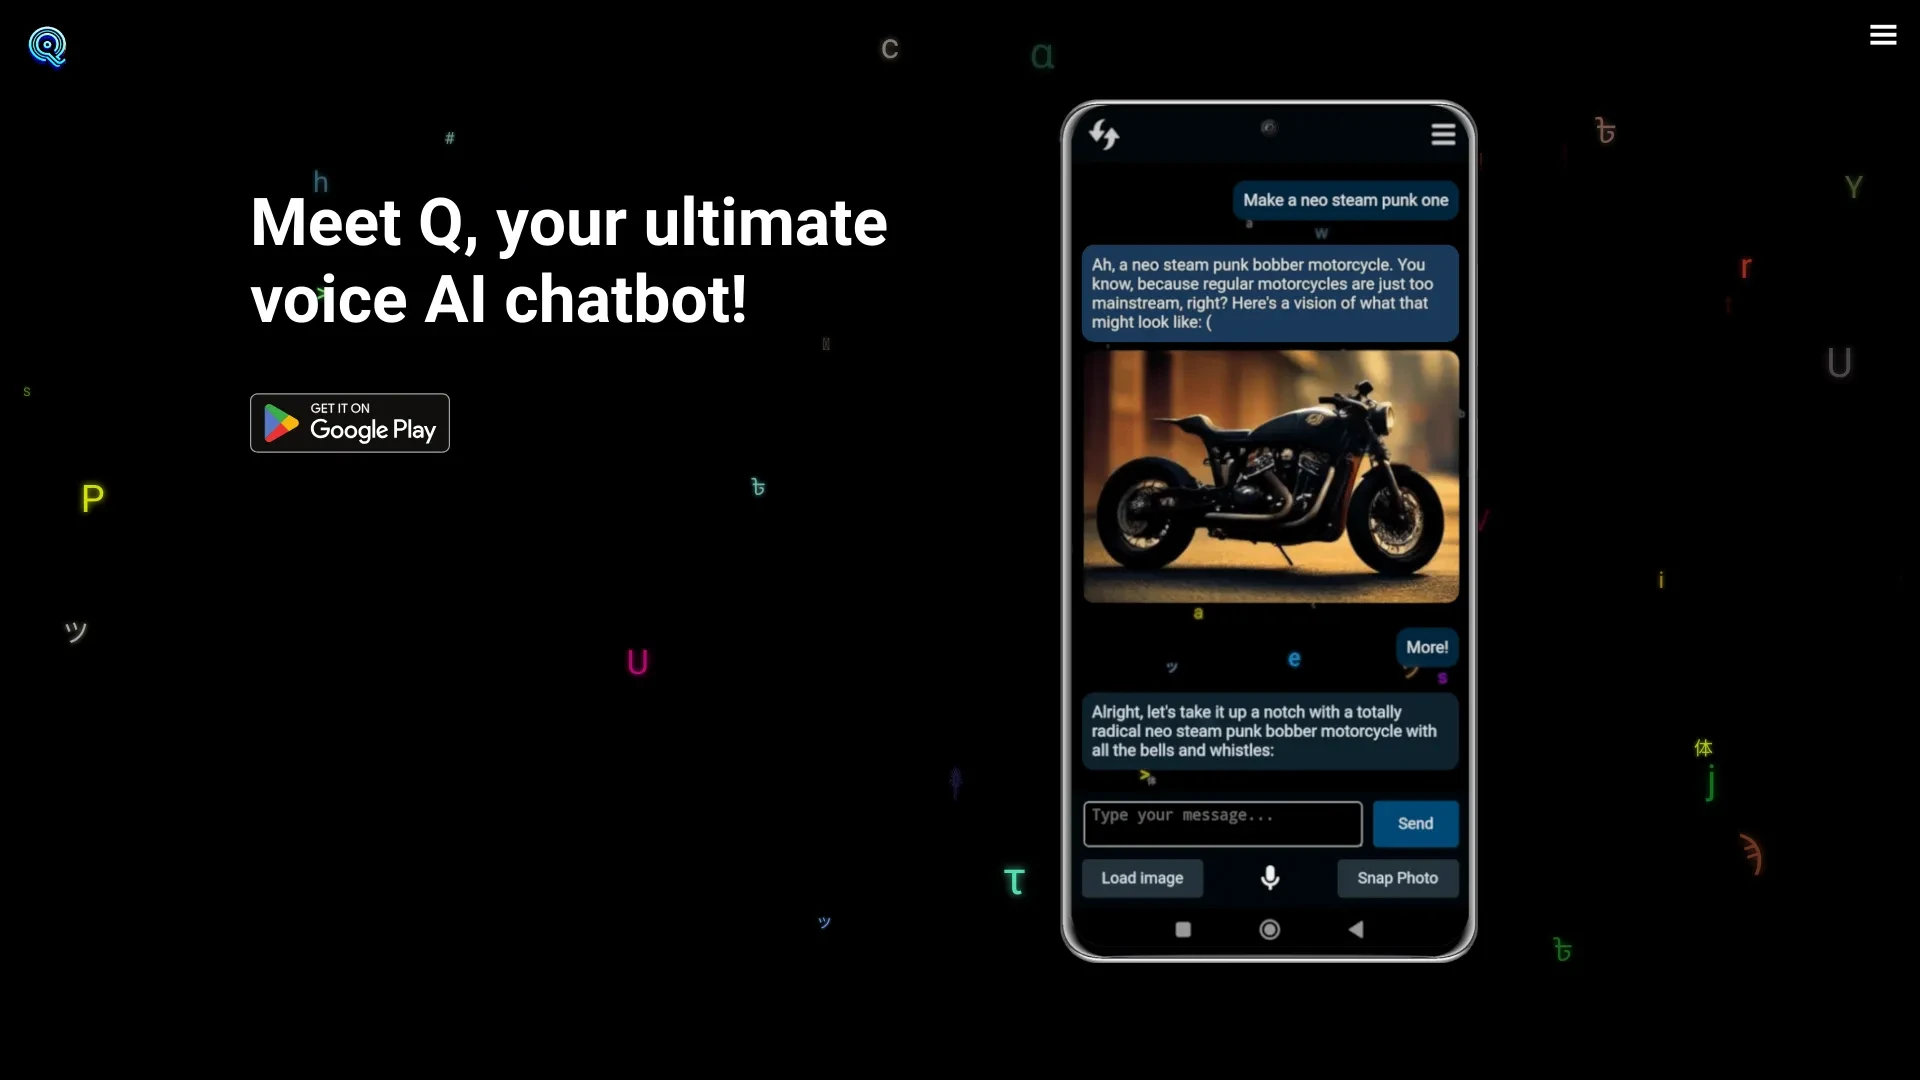 Meet Q, your ultimate
voice AI chatbot!
GET IT ON
Google Play
Make a neo steam punk one
Ah, a neo steam punk bobber motorcycle. You
know, because regular motorcycles are just too
mainstream, right? Here's a vision of what that
might look like: (
More!
Alright, let's take it up a notch with a totally
radical neo steam punk bobber motorcycle with
all the bells and whistles:
Type your message...
Send
Load image
Snap Photo